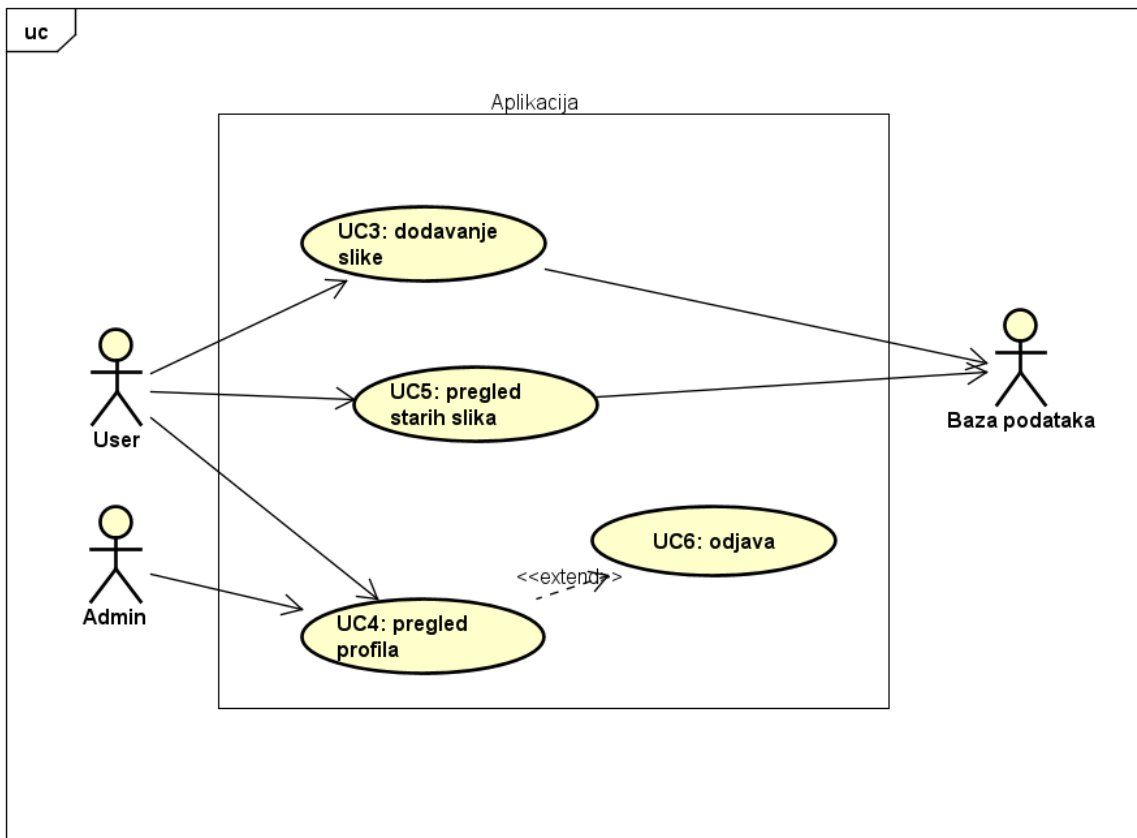 uc
Aplikacija
UC3: dodavanje
slike
UC5: pregled
starih slika
User
Baza podataka
UC6: odjava
<<extend>>
Admin
UC4: pregled
profila